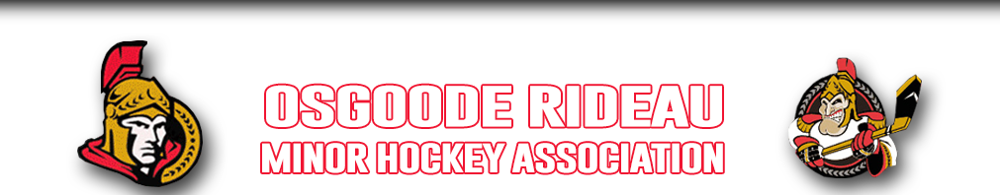 OSGOODE RIDEAU
MINOR HOCKEY ASSOCIATION